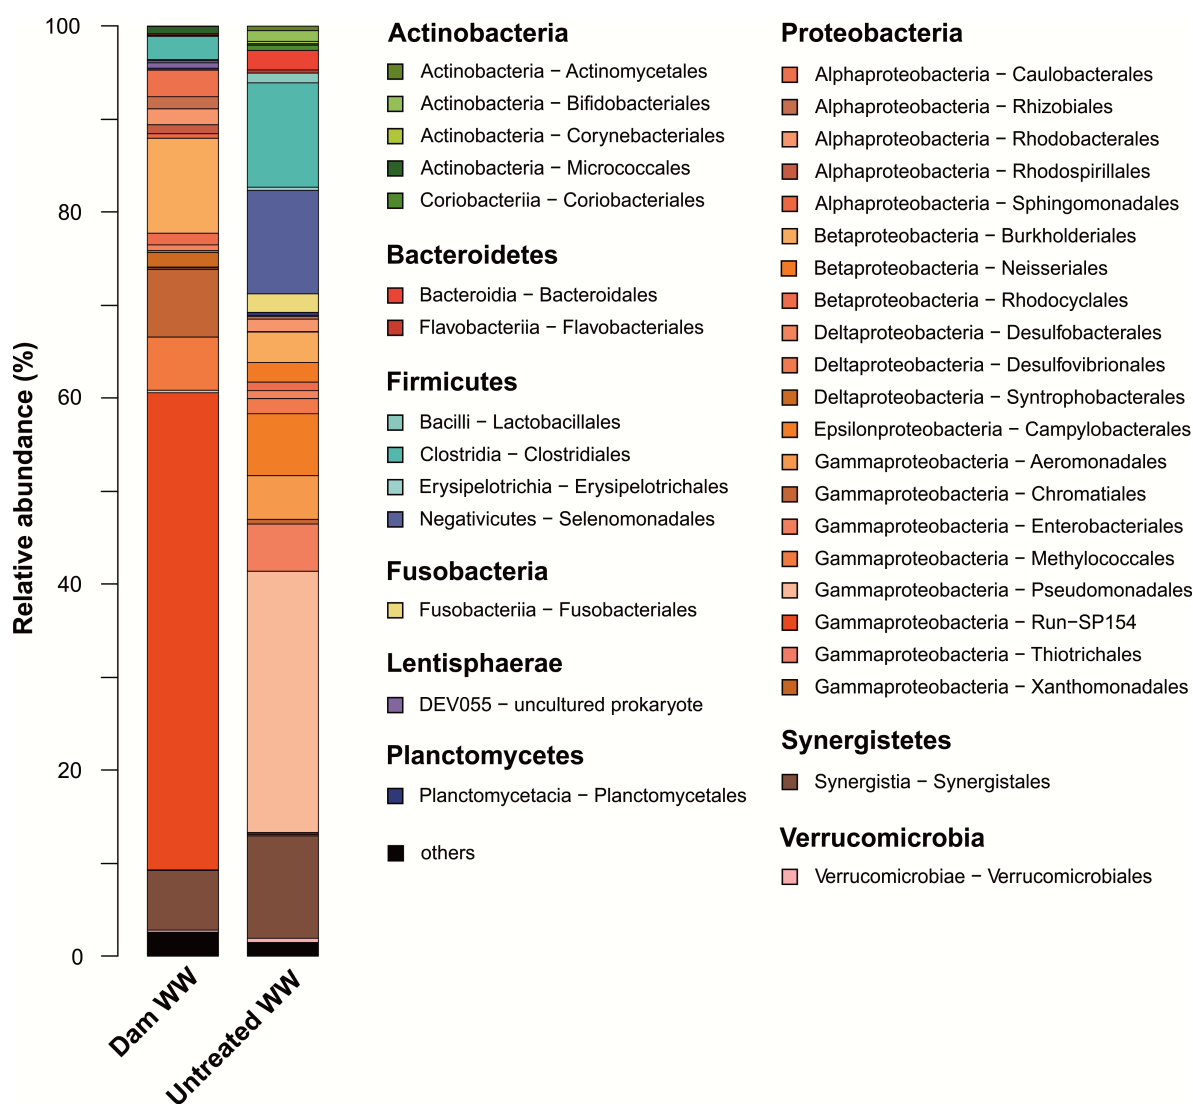 100
80
60
40
20
0
Relative abundance (%)
Dam WW
Untreated WW
Actinobacteria
Actinobacteria − Actinomycetales
Actinobacteria − Bifidobacteriales
Actinobacteria − Corynebacteriales
Actinobacteria − Micrococcales
Coriobacteriia − Coriobacteriales
Bacteroidetes
Bacteroidia − Bacteroidales
Flavobacteriia − Flavobacteriales
Firmicutes
Bacilli − Lactobacillales
Clostridia − Clostridiales
Erysipelotrichia − Erysipelotrichales
Negativicutes − Selenomonadales
Fusobacteria
Fusobacteriia − Fusobacteriales
Lentisphaerae
DEV055 − uncultured prokaryote
Planctomycetes
Planctomycetacia − Planctomycetales
others
Proteobacteria
Alphaproteobacteria − Caulobacterales
Alphaproteobacteria − Rhizobiales
Alphaproteobacteria − Rhodobacterales
Alphaproteobacteria − Rhodospirillales
Alphaproteobacteria − Sphingomonadales
Betaproteobacteria − Burkholderiales
Betaproteobacteria − Neisseriales
Betaproteobacteria − Rhodocyclales
Deltaproteobacteria − Desulfobacterales
Deltaproteobacteria − Desulfovibrionales
Deltaproteobacteria − Syntrophobacterales
Epsilonproteobacteria − Campylobacterales
Gammaproteobacteria − Aeromonadales
Gammaproteobacteria − Chromatiales
Gammaproteobacteria − Enterobacteriales
Gammaproteobacteria − Methylococcales
Gammaproteobacteria − Pseudomonadales
Gammaproteobacteria − Run−SP154
Gammaproteobacteria − Thiotrichales
Gammaproteobacteria − Xanthomonadales
Synergistetes
Synergistia − Synergistales
Verrucomicrobia
Verrucomicrobiae − Verrucomicrobiales